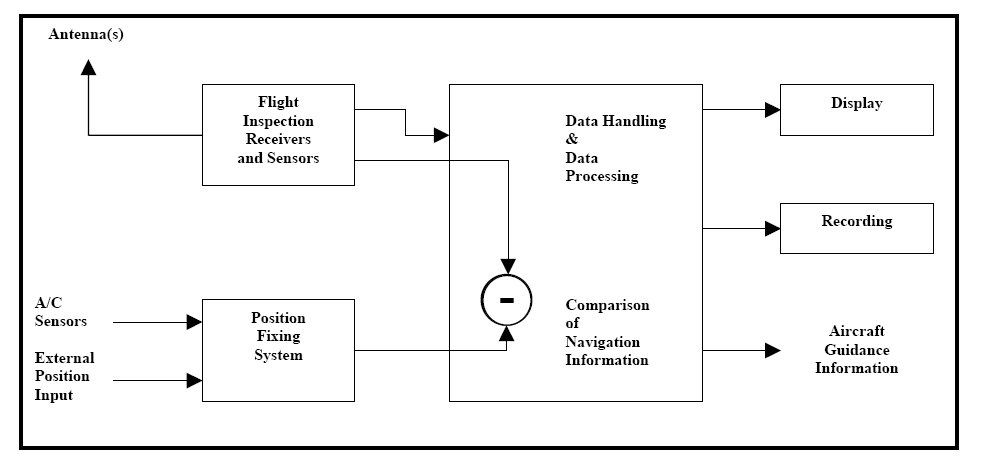 Antenna(s)
Flight
Inspection
Receivers
and Sensors
Data Handling
&
Data
Processing
Display
Recording
A/C
Sensors
External
Position
Input
Position
Fixing
System
-
Comparison
of
Navigation
Information
Aircraft
Guidance
Information